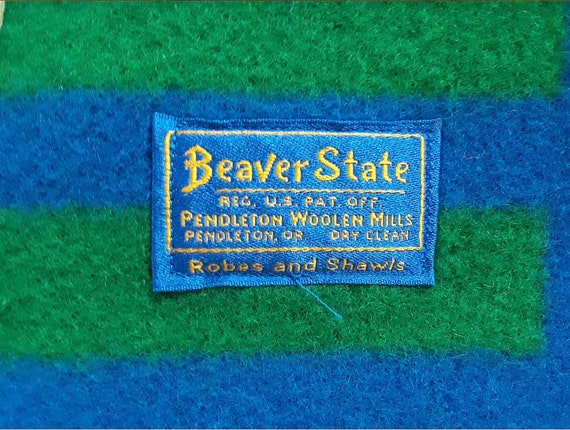 Beaver State
REG. U.S. PAT. OFF.
PENDLETON WOOLEN MILLS
PENDLETON, OR. DRY CLEAN
Robes and Shawls